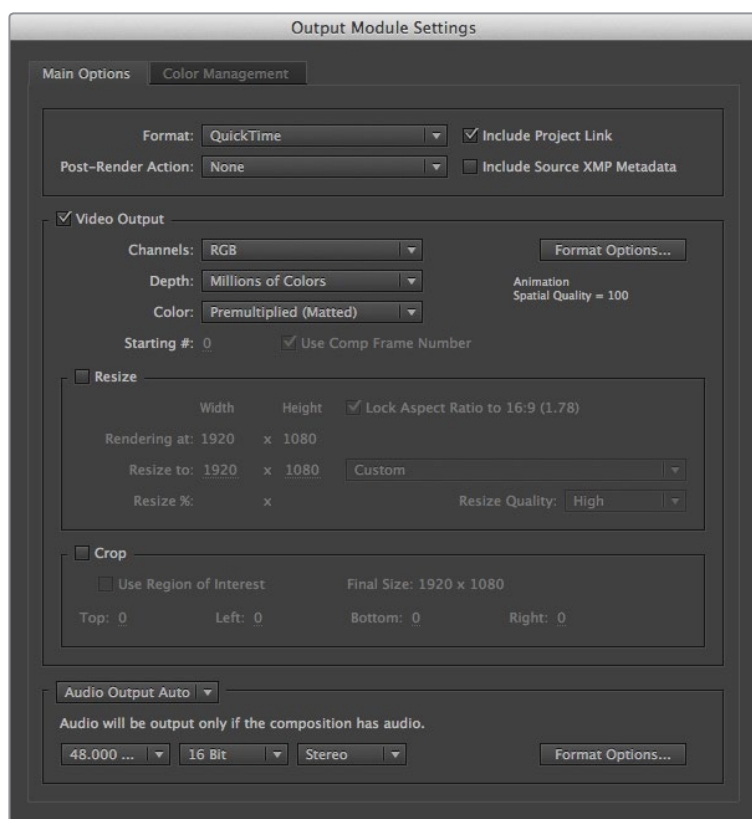 Output Module Settings
Main Options Color Management
Format: QuickTime Include Project Link
Post-Render Action: None Include Source XMP Metadata
Video Output
Channels: RGB Format Options...
Depth: Millions of Colors Animation
Spatial Quality = 100
Color: Premultiplied (Matted)
Starting #: 0 Use Comp Frame Number
Resize
Width Height Lock Aspect Ratio to 16:9 (1.78)
Rendering at: 1920 x 1080
Resize to: 1920 x 1080 Custom
Resize %: x Resize Quality: High
Crop
Use Region of Interest Final Size: 1920 x 1080
Top: 0 Left: 0 Bottom: 0 Right: 0
Audio Output Auto
Audio will be output only if the composition has audio.
48.000 ... 16 Bit Stereo Format Options...